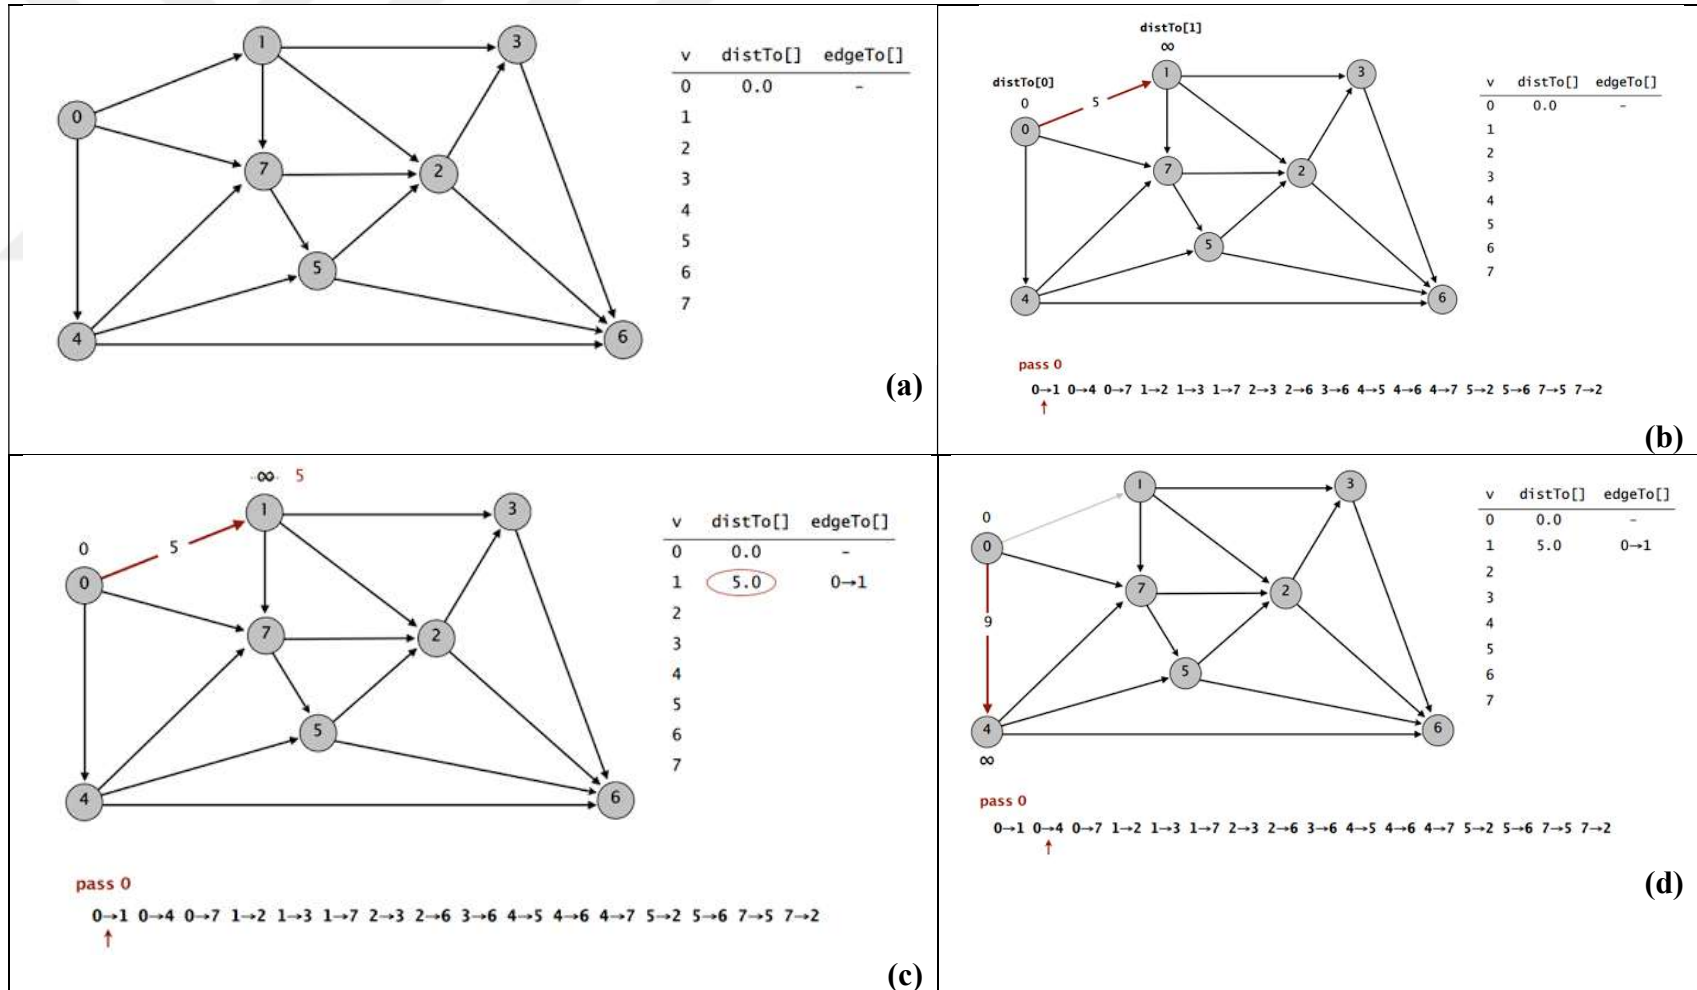 1 3
v distTo[] edgeTo[]
0 0.0 –
0
1
2
7 2
3
4
5
5
6
7
4 6
(a)
distTo[1]
∞
1 3
distTo[0]
0
5
0
v distTo[] edgeTo[]
0 0.0 –
1
2
7 2
3
4
5
5
6
7
4 6
pass 0
0→1 0→4 0→7 1→2 1→3 1→7 2→3 2→6 3→6 4→5 4→6 4→7 5→2 5→6 7→5 7→2
↑
(b)
∞ 5
1 3
0
5
0
v distTo[] edgeTo[]
0 0.0 –
1 5.0 0→1
2
7 2
3
4
5
5
6
7
4 6
pass 0
0→1 0→4 0→7 1→2 1→3 1→7 2→3 2→6 3→6 4→5 4→6 4→7 5→2 5→6 7→5 7→2
↑
(c)
1 3
0
0
v distTo[] edgeTo[]
0 0.0 –
1 5.0 0→1
2
7 2
3
9
4
5
5
6
7
4 6
∞
pass 0
0→1 0→4 0→7 1→2 1→3 1→7 2→3 2→6 3→6 4→5 4→6 4→7 5→2 5→6 7→5 7→2
↑
(d)